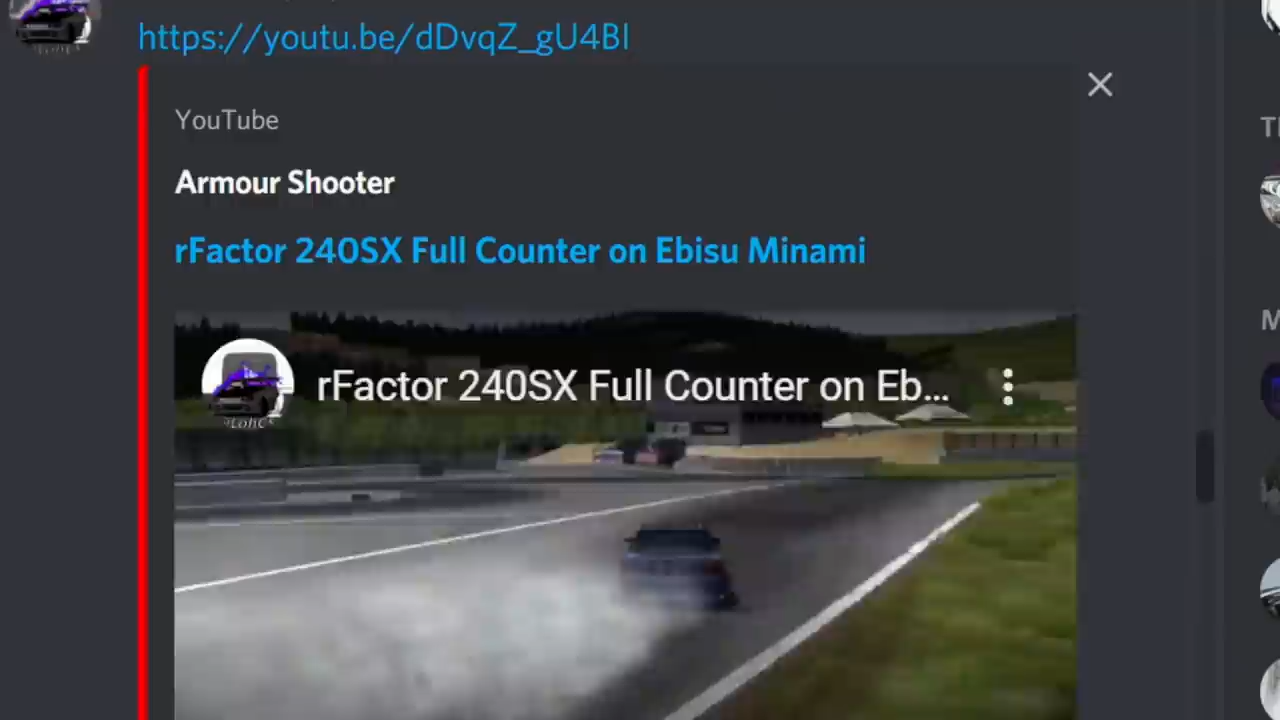 https://youtu.be/dDvqZ_gU4BI
YouTube
Armour Shooter
rFactor 240SX Full Counter on Ebisu Minami
rFactor 240SX Full Counter on Eb...